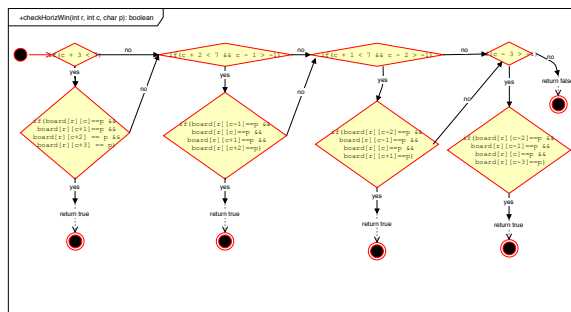 +checkHorizWin(int r, int c, char p): boolean
if(c + 3 <
no
if(c + 2 < 7 && c - 1 > -1)
no
if(c + 1 < 7 && c - 2 > -1)
no
(c - 3 >
no
yes
yes
yes
yes
return false
if(board[r][c]==p &&
board[r][c+1]==p &&
board[r][c+2] == p &&
board[r][c+3] == p)
no
if(board[r][c-1]==p &&
board[r][c]==p &&
board[r][c+1]==p &&
board[r][c+2]==p)
no
if(board[r][c-2]==p &&
board[r][c-1]==p &&
board[r][c]==p &&
board[r][c+1]==p)
no
if(board[r][c-2]==p &&
board[r][c-1]==p &&
board[r][c]==p &&
board[r][c-3]==p)
yes
return true
yes
return true
yes
return true
yes
return true